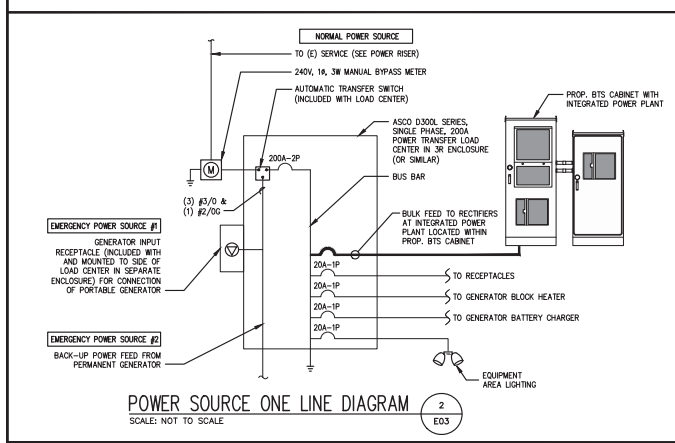 NORMAL POWER SOURCE
TO (E) SERVICE (SEE POWER RISER)
240V, 1Ø, 3W MANUAL BYPASS METER
AUTOMATIC TRANSFER SWITCH
(INCLUDED WITH LOAD CENTER)
PROP. BTS CABINET WITH
INTEGRATED POWER PLANT
ASCO D300L SERIES,
SINGLE PHASE, 200A
POWER TRANSFER LOAD
CENTER IN 3R ENCLOSURE
(OR SIMILAR)
200A-2P
M
BUS BAR
(3) #3/0 &
(1) #2/0G
EMERGENCY POWER SOURCE #1
GENERATOR INPUT
RECEPTACLE (INCLUDED WITH
AND MOUNTED TO SIDE OF
LOAD CENTER IN SEPARATE
ENCLOSURE) FOR CONNECTION
OF PORTABLE GENERATOR
BULK FEED TO RECTIFIERS
AT INTEGRATED POWER
PLANT LOCATED WITHIN
PROP. BTS CABINET
20A-1P
TO RECEPTACLES
20A-1P
TO GENERATOR BLOCK HEATER
20A-1P
TO GENERATOR BATTERY CHARGER
20A-1P
EMERGENCY POWER SOURCE #2
BACK-UP POWER FEED FROM
PERMANENT GENERATOR
EQUIPMENT
AREA LIGHTING
POWER SOURCE ONE LINE DIAGRAM
SCALE: NOT TO SCALE
2
E03